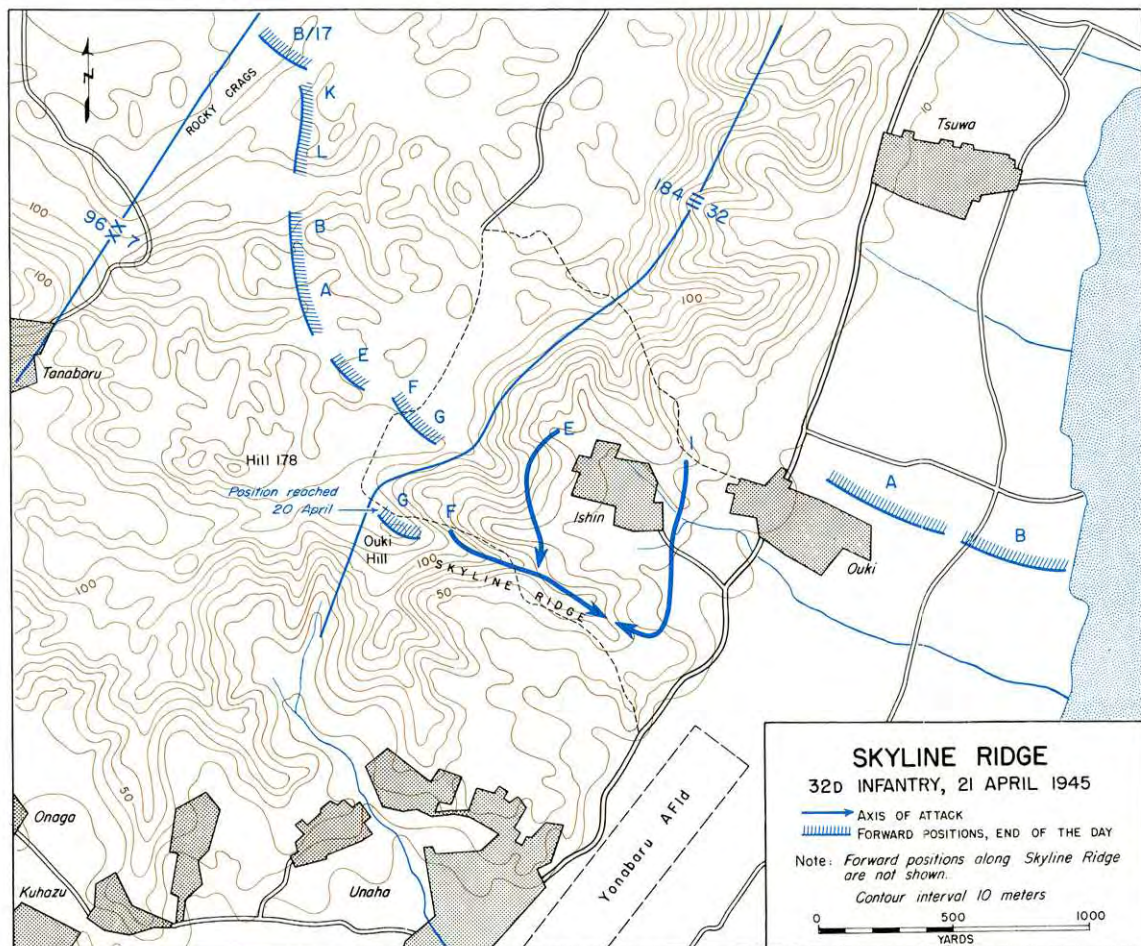 B/17
K
ROCKY CRAGS
L
N
Tsuwa
10
184 32
96 7
100
B
100
A
100
100
E
Tanabaru
F
G
E
I
Hill 178
Position reached
20 April
G
F
A
Ishin
Ouki
Hill
B
Ouki
100
SKYLINE RIDGE
50
100
50
Onaga
Kuhazu
Unaha
Yonabaru Afld
SKYLINE RIDGE
32D INFANTRY, 21 APRIL 1945
AXIS OF ATTACK
FORWARD POSITIONS, END OF THE DAY
Note: Forward positions along Skyline Ridge
are not shown.
Contour interval 10 meters
0 500 1000
YARDS